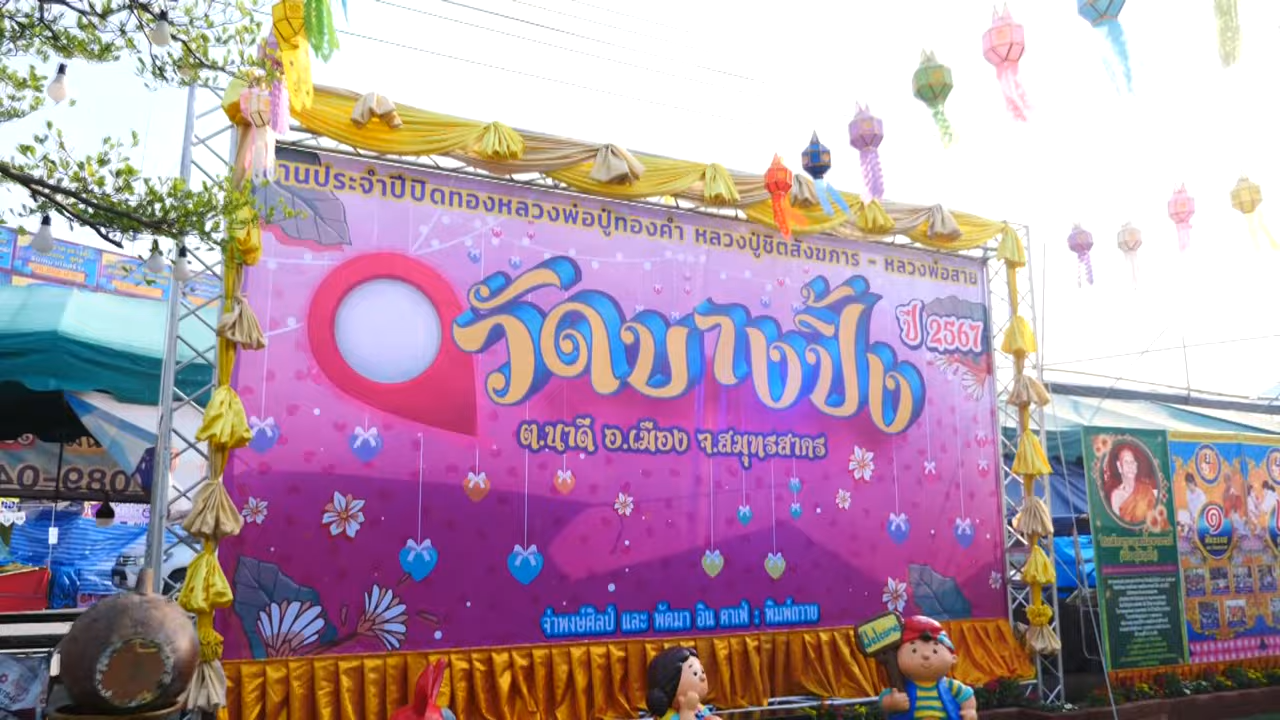 งานประจำปีปิดทองหลวงพ่อปู่ทองคำ หลวงปู่ชิตสังฆภาร - หลวงพ่อสาย
วัดบางปิ้ง
ปี 2567
ต.นาดี อ.เมือง จ.สมุทรสาคร
จ่าพงษ์ศิลป์ และ พัดมา อิน คาเฟ่ : พิมพ์ถวาย
Welcome
089-04